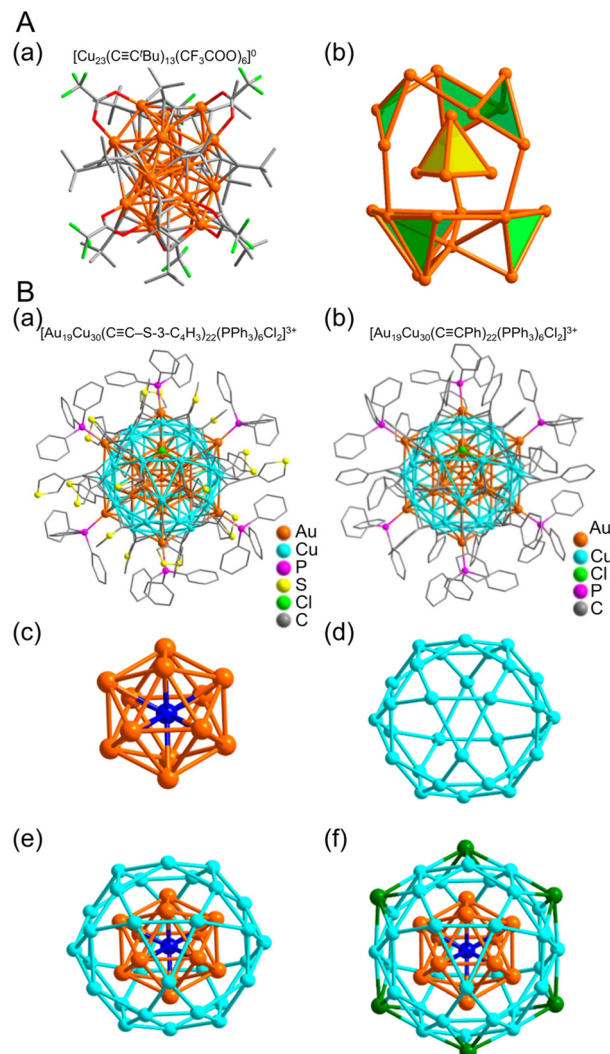 A
(a) (b)
[Cu₂₃(C≡CᵗBu)₁₃(CF₃COO)₆]⁰
B
(a) (b)
[Au₁₉Cu₃₀(C≡C–S-3-C₄H₃)₂₂(PPh₃)₆Cl₂]³⁺ [Au₁₉Cu₃₀(C≡CPh)₂₂(PPh₃)₆Cl₂]³⁺
Au Au
Cu Cu
P Cl
S P
Cl C
C
(c) (d)
(e) (f)